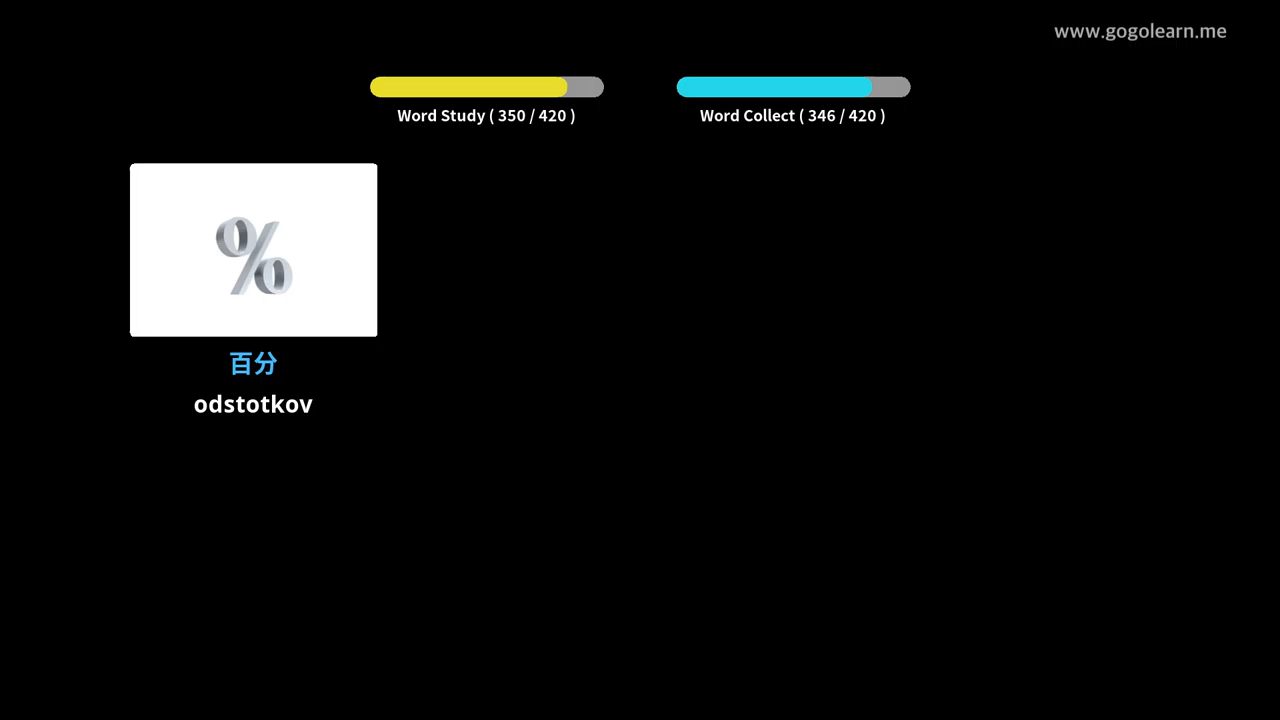 www.gogolearn.me
Word Study ( 350 / 420 )
Word Collect ( 346 / 420 )
%
百分
odstotkov